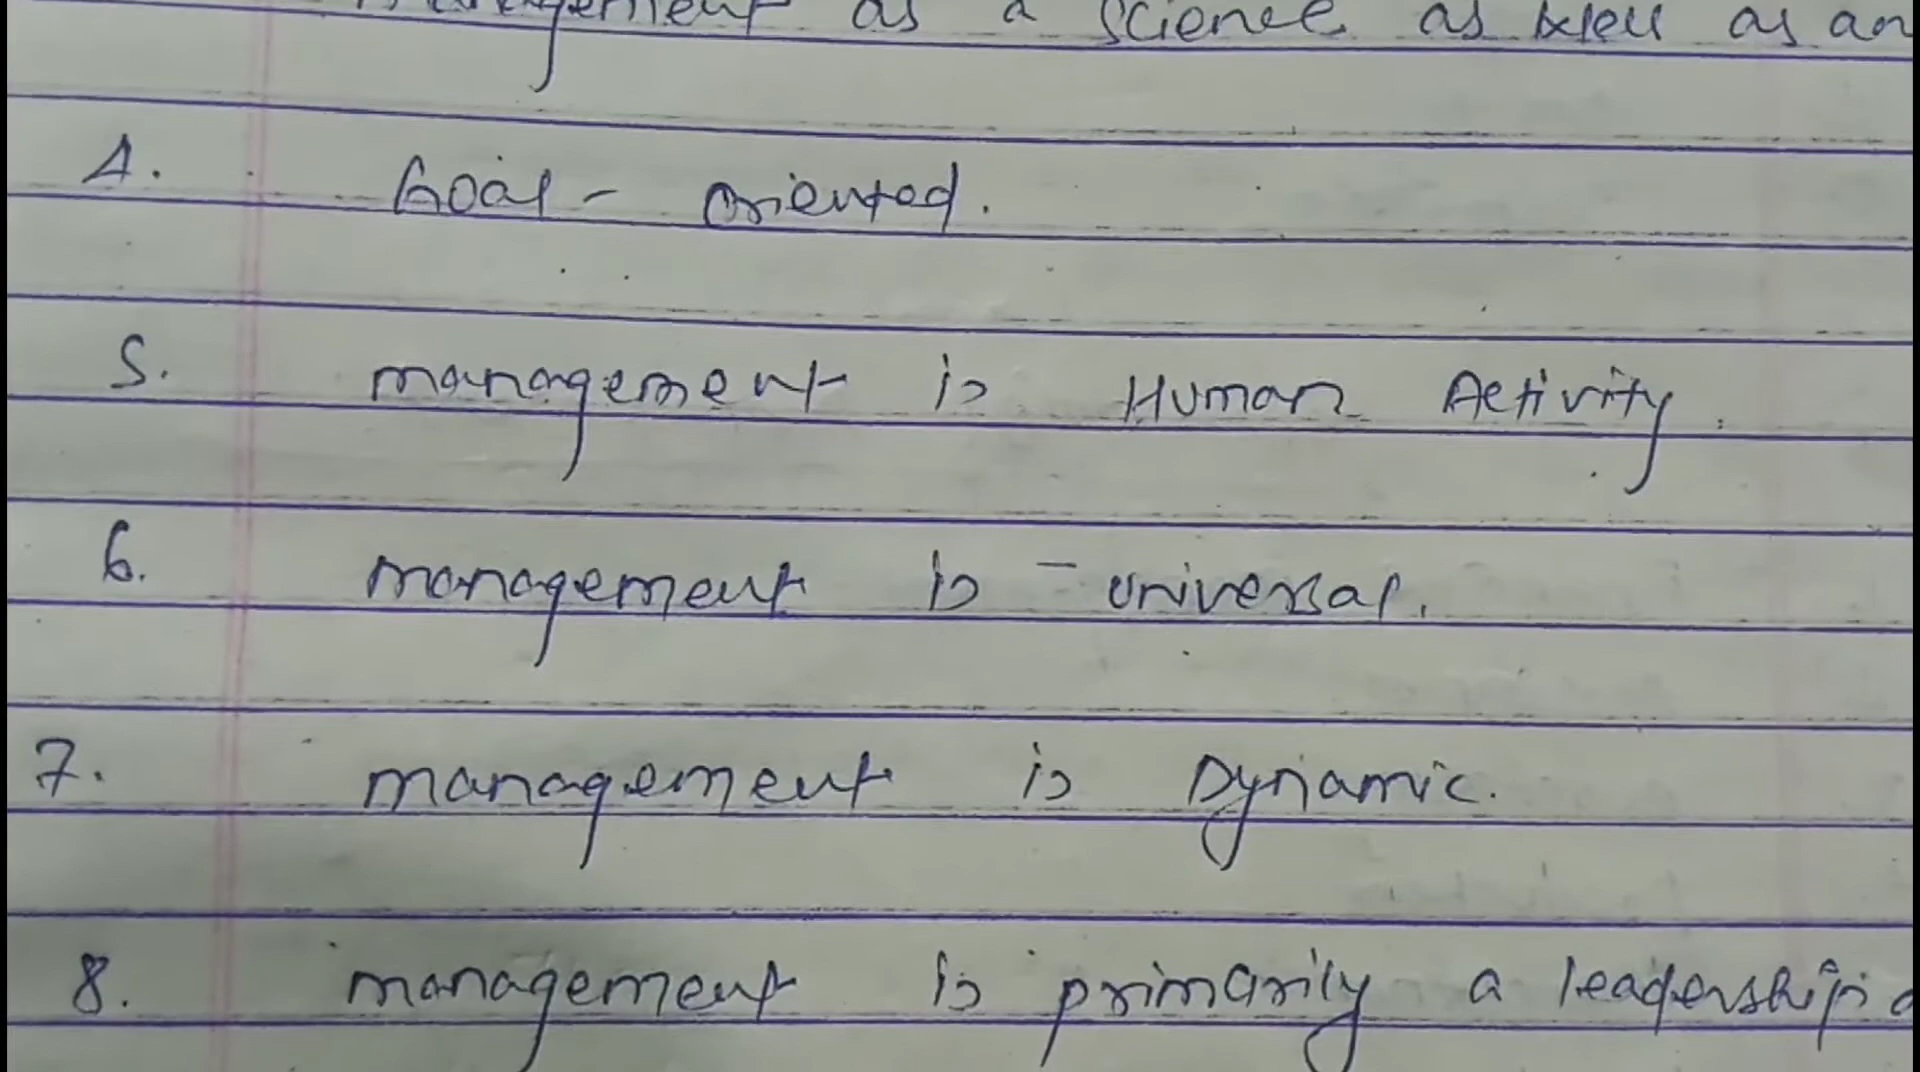 Management as a science as well as an
4. Goal - oriented.
5. management is Human Activity.
6. management is - universal.
7. management is Dynamic.
8. management is primarily a leadership